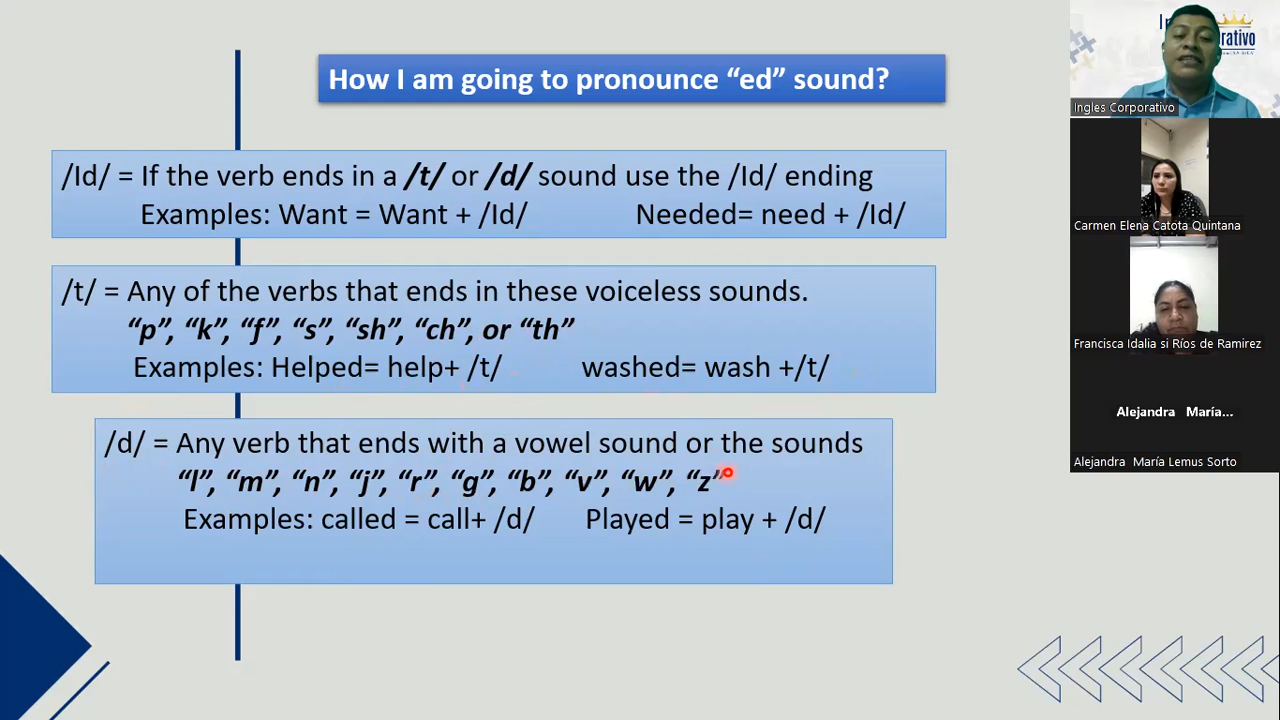 How I am going to pronounce “ed” sound?
/Id/ = If the verb ends in a /t/ or /d/ sound use the /Id/ ending
Examples: Want = Want + /Id/ Needed= need + /Id/
/t/ = Any of the verbs that ends in these voiceless sounds.
“p”, “k”, “f”, “s”, “sh”, “ch”, or “th”
Examples: Helped= help+ /t/ washed= wash +/t/
/d/ = Any verb that ends with a vowel sound or the sounds
“l”, “m”, “n”, “j”, “r”, “g”, “b”, “v”, “w”, “z”
Examples: called = call+ /d/ Played = play + /d/
Ingles Corporativo
Carmen Elena Catota Quintana
Francisca Idalia si Ríos de Ramirez
Alejandra María...
Alejandra María Lemus Sorto